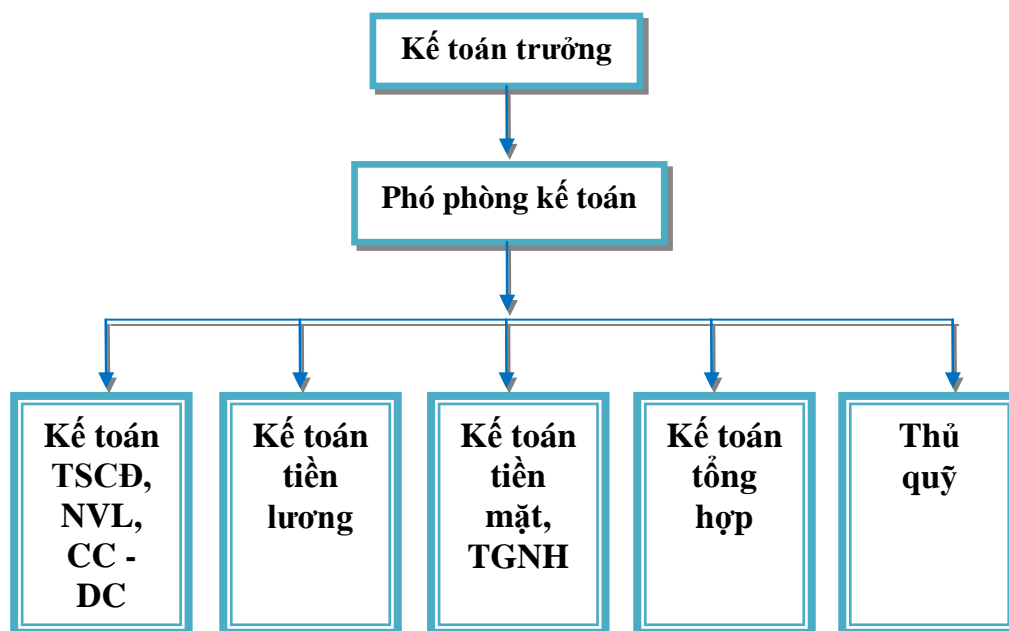 Kế toán trưởng
Phó phòng kế toán
Kế toán
TSCĐ,
NVL,
CC -
DC
Kế toán
tiền
lương
Kế toán
tiền
mặt,
TGNH
Kế toán
tổng
hợp
Thủ
quỹ